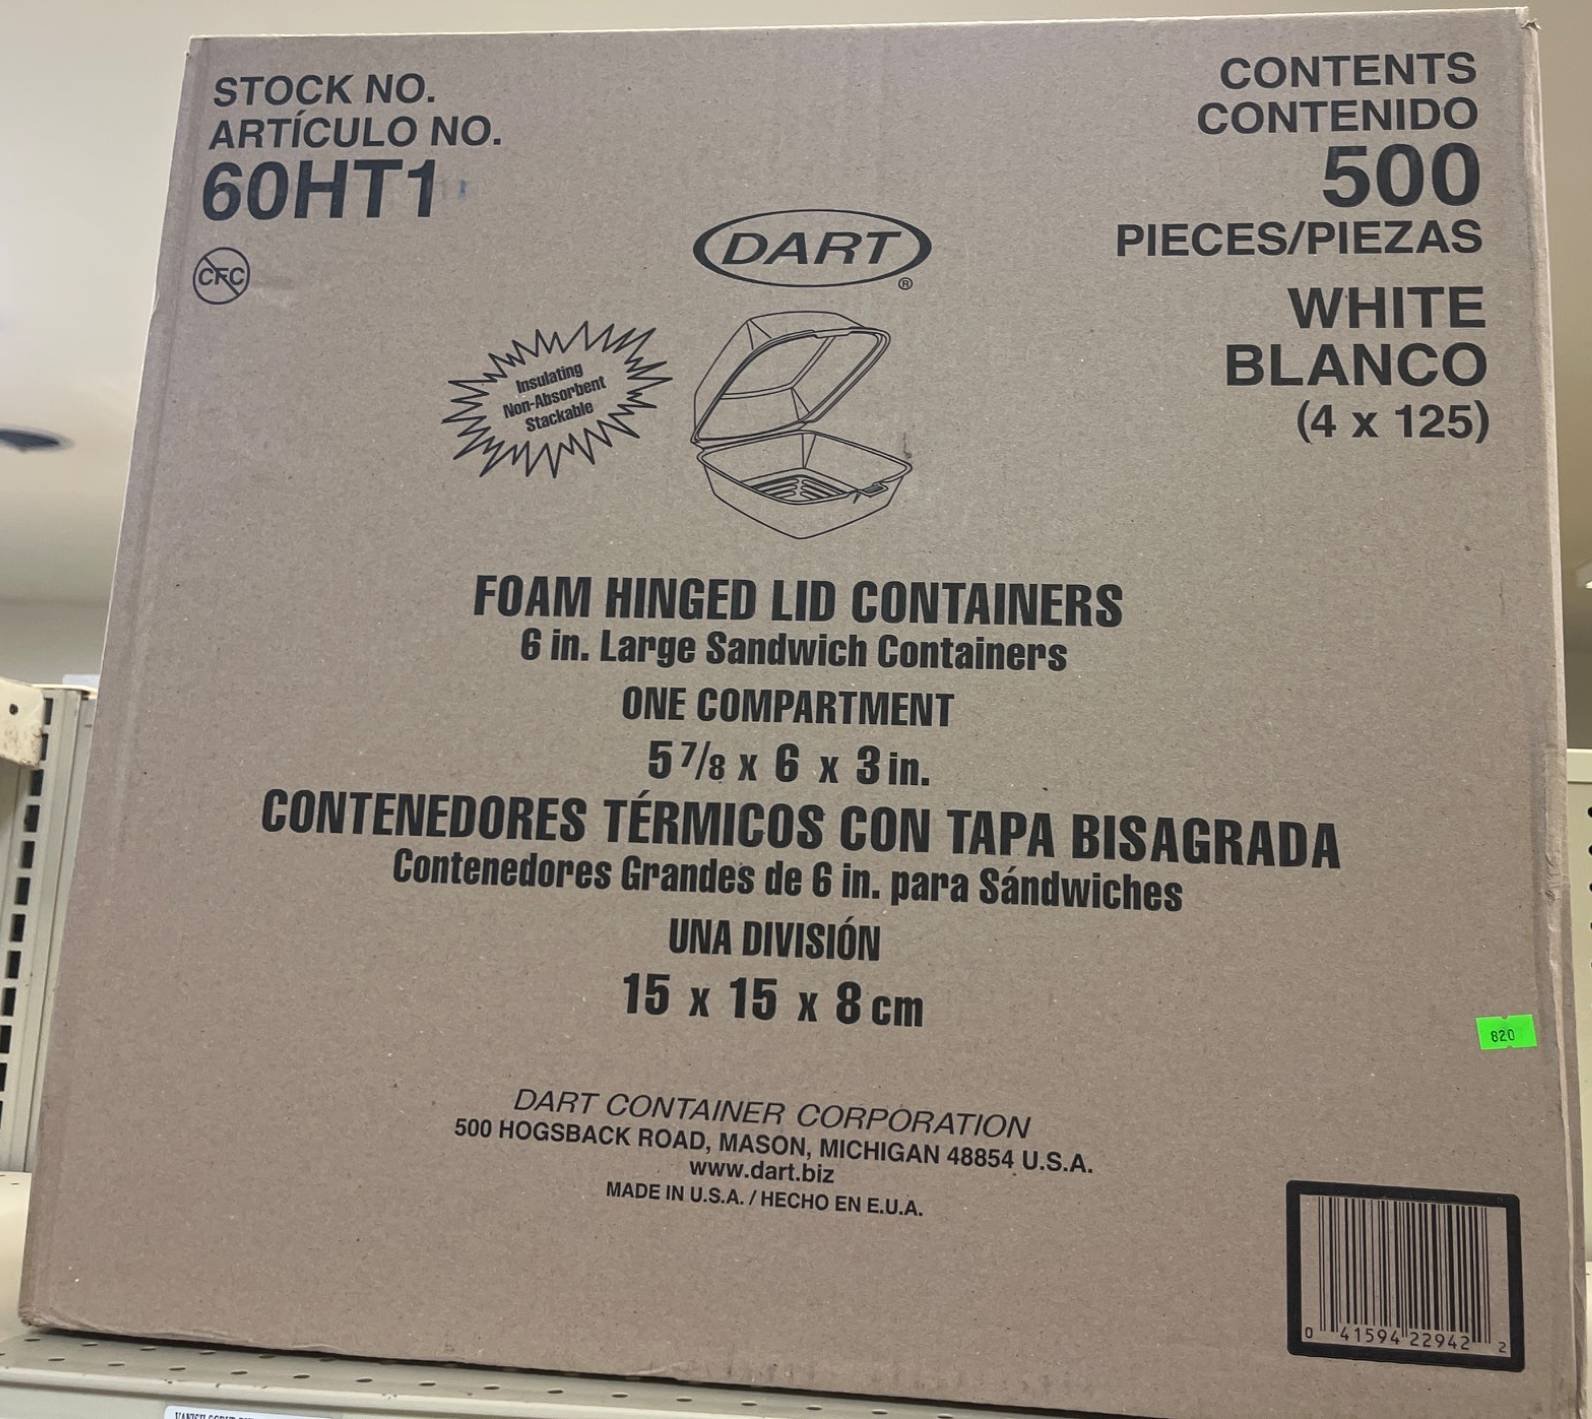 STOCK NO.
ARTÍCULO NO.
60HT1
CFC
CONTENTS
CONTENIDO
500
PIECES/PIEZAS
WHITE
BLANCO
(4 x 125)
DART®
Insulating
Non-Absorbent
Stackable
FOAM HINGED LID CONTAINERS
6 in. Large Sandwich Containers
ONE COMPARTMENT
5 7/8 x 6 x 3 in.
CONTENEDORES TÉRMICOS CON TAPA BISAGRADA
Contenedores Grandes de 6 in. para Sándwiches
UNA DIVISIÓN
15 x 15 x 8 cm
820
DART CONTAINER CORPORATION
500 HOGSBACK ROAD, MASON, MICHIGAN 48854 U.S.A.
www.dart.biz
MADE IN U.S.A. / HECHO EN E.U.A.
0 41594 22942 2